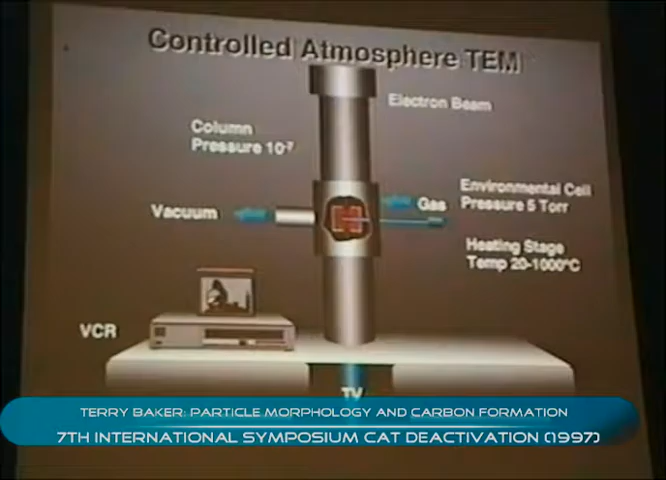 Controlled Atmosphere TEM
Electron Beam
Column
Pressure 10⁻⁷
Vacuum
Gas
Environmental Cell
Pressure 5 Torr
Heating Stage
Temp 20-1000°C
VCR
TV
TERRY BAKER: PARTICLE MORPHOLOGY AND CARBON FORMATION
7TH INTERNATIONAL SYMPOSIUM CAT DEACTIVATION (1997)